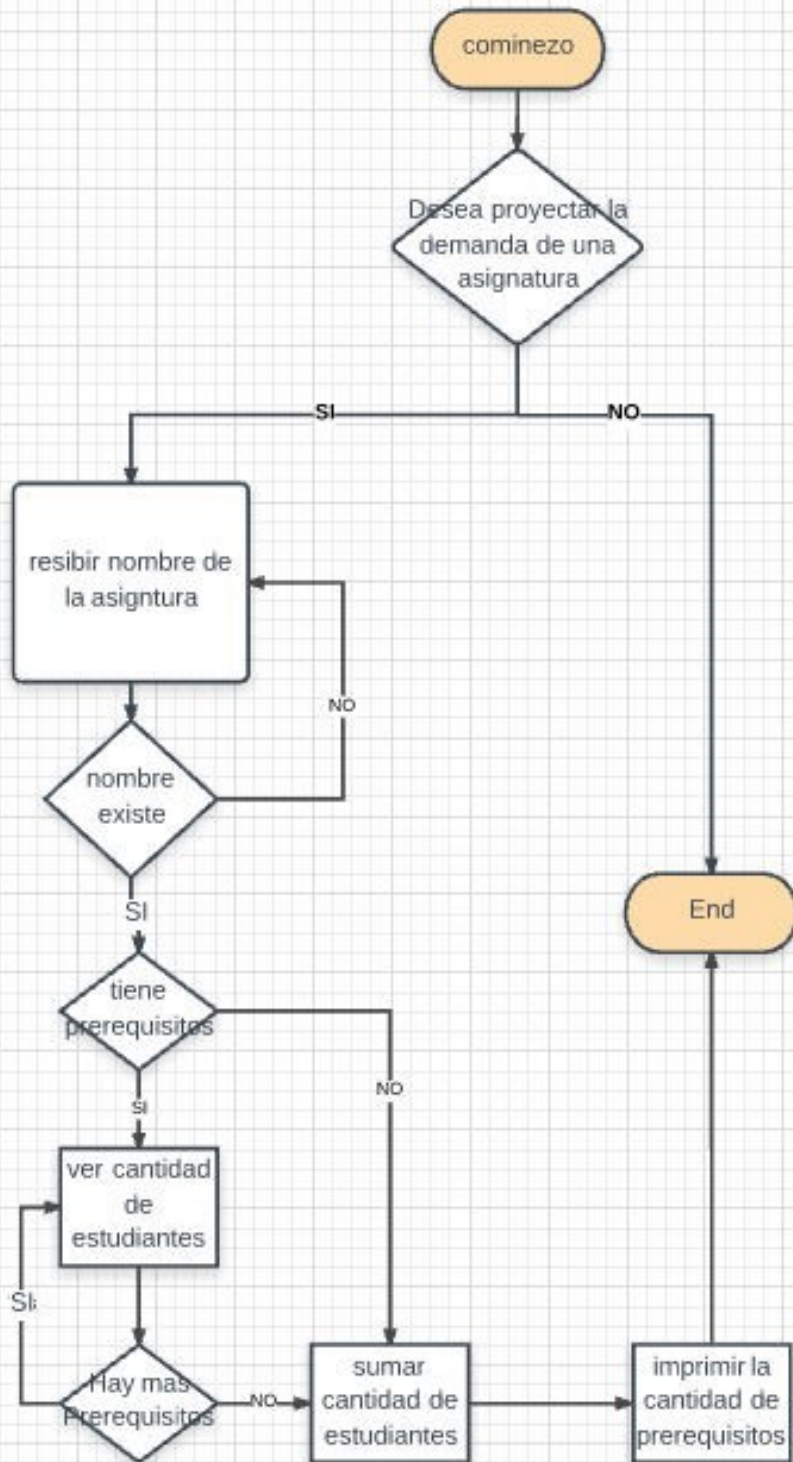 cominezo
Desea proyectar la
demanda de una
asignatura
SI
NO
resibir nombre de
la asigntura
NO
nombre
existe
SI
tiene
prerequisitos
NO
SI
ver cantidad
de
estudiantes
SI
Hay mas
Prerequisitos
NO
sumar
cantidad de
estudiantes
imprimir la
cantidad de
prerequisitos
End